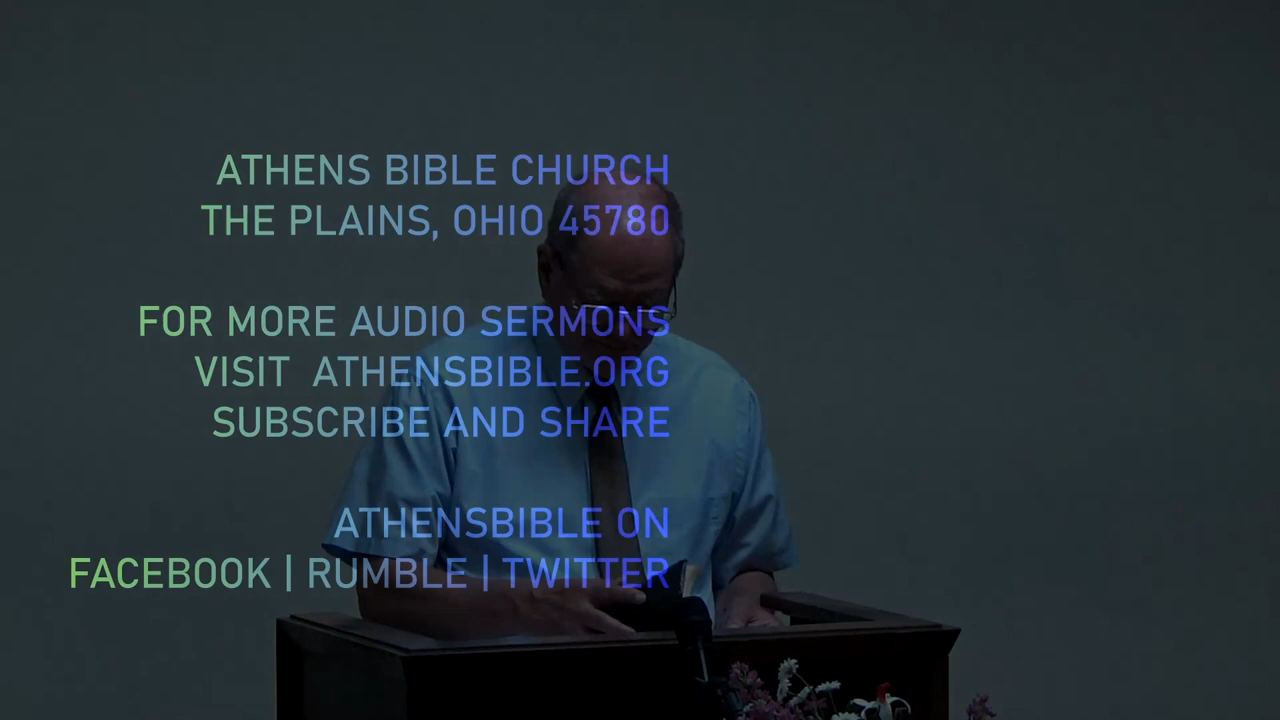 ATHENS BIBLE CHURCH
THE PLAINS, OHIO 45780
FOR MORE AUDIO SERMONS
VISIT ATHENSBIBLE.ORG
SUBSCRIBE AND SHARE
ATHENSBIBLE ON
FACEBOOK | RUMBLE | TWITTER